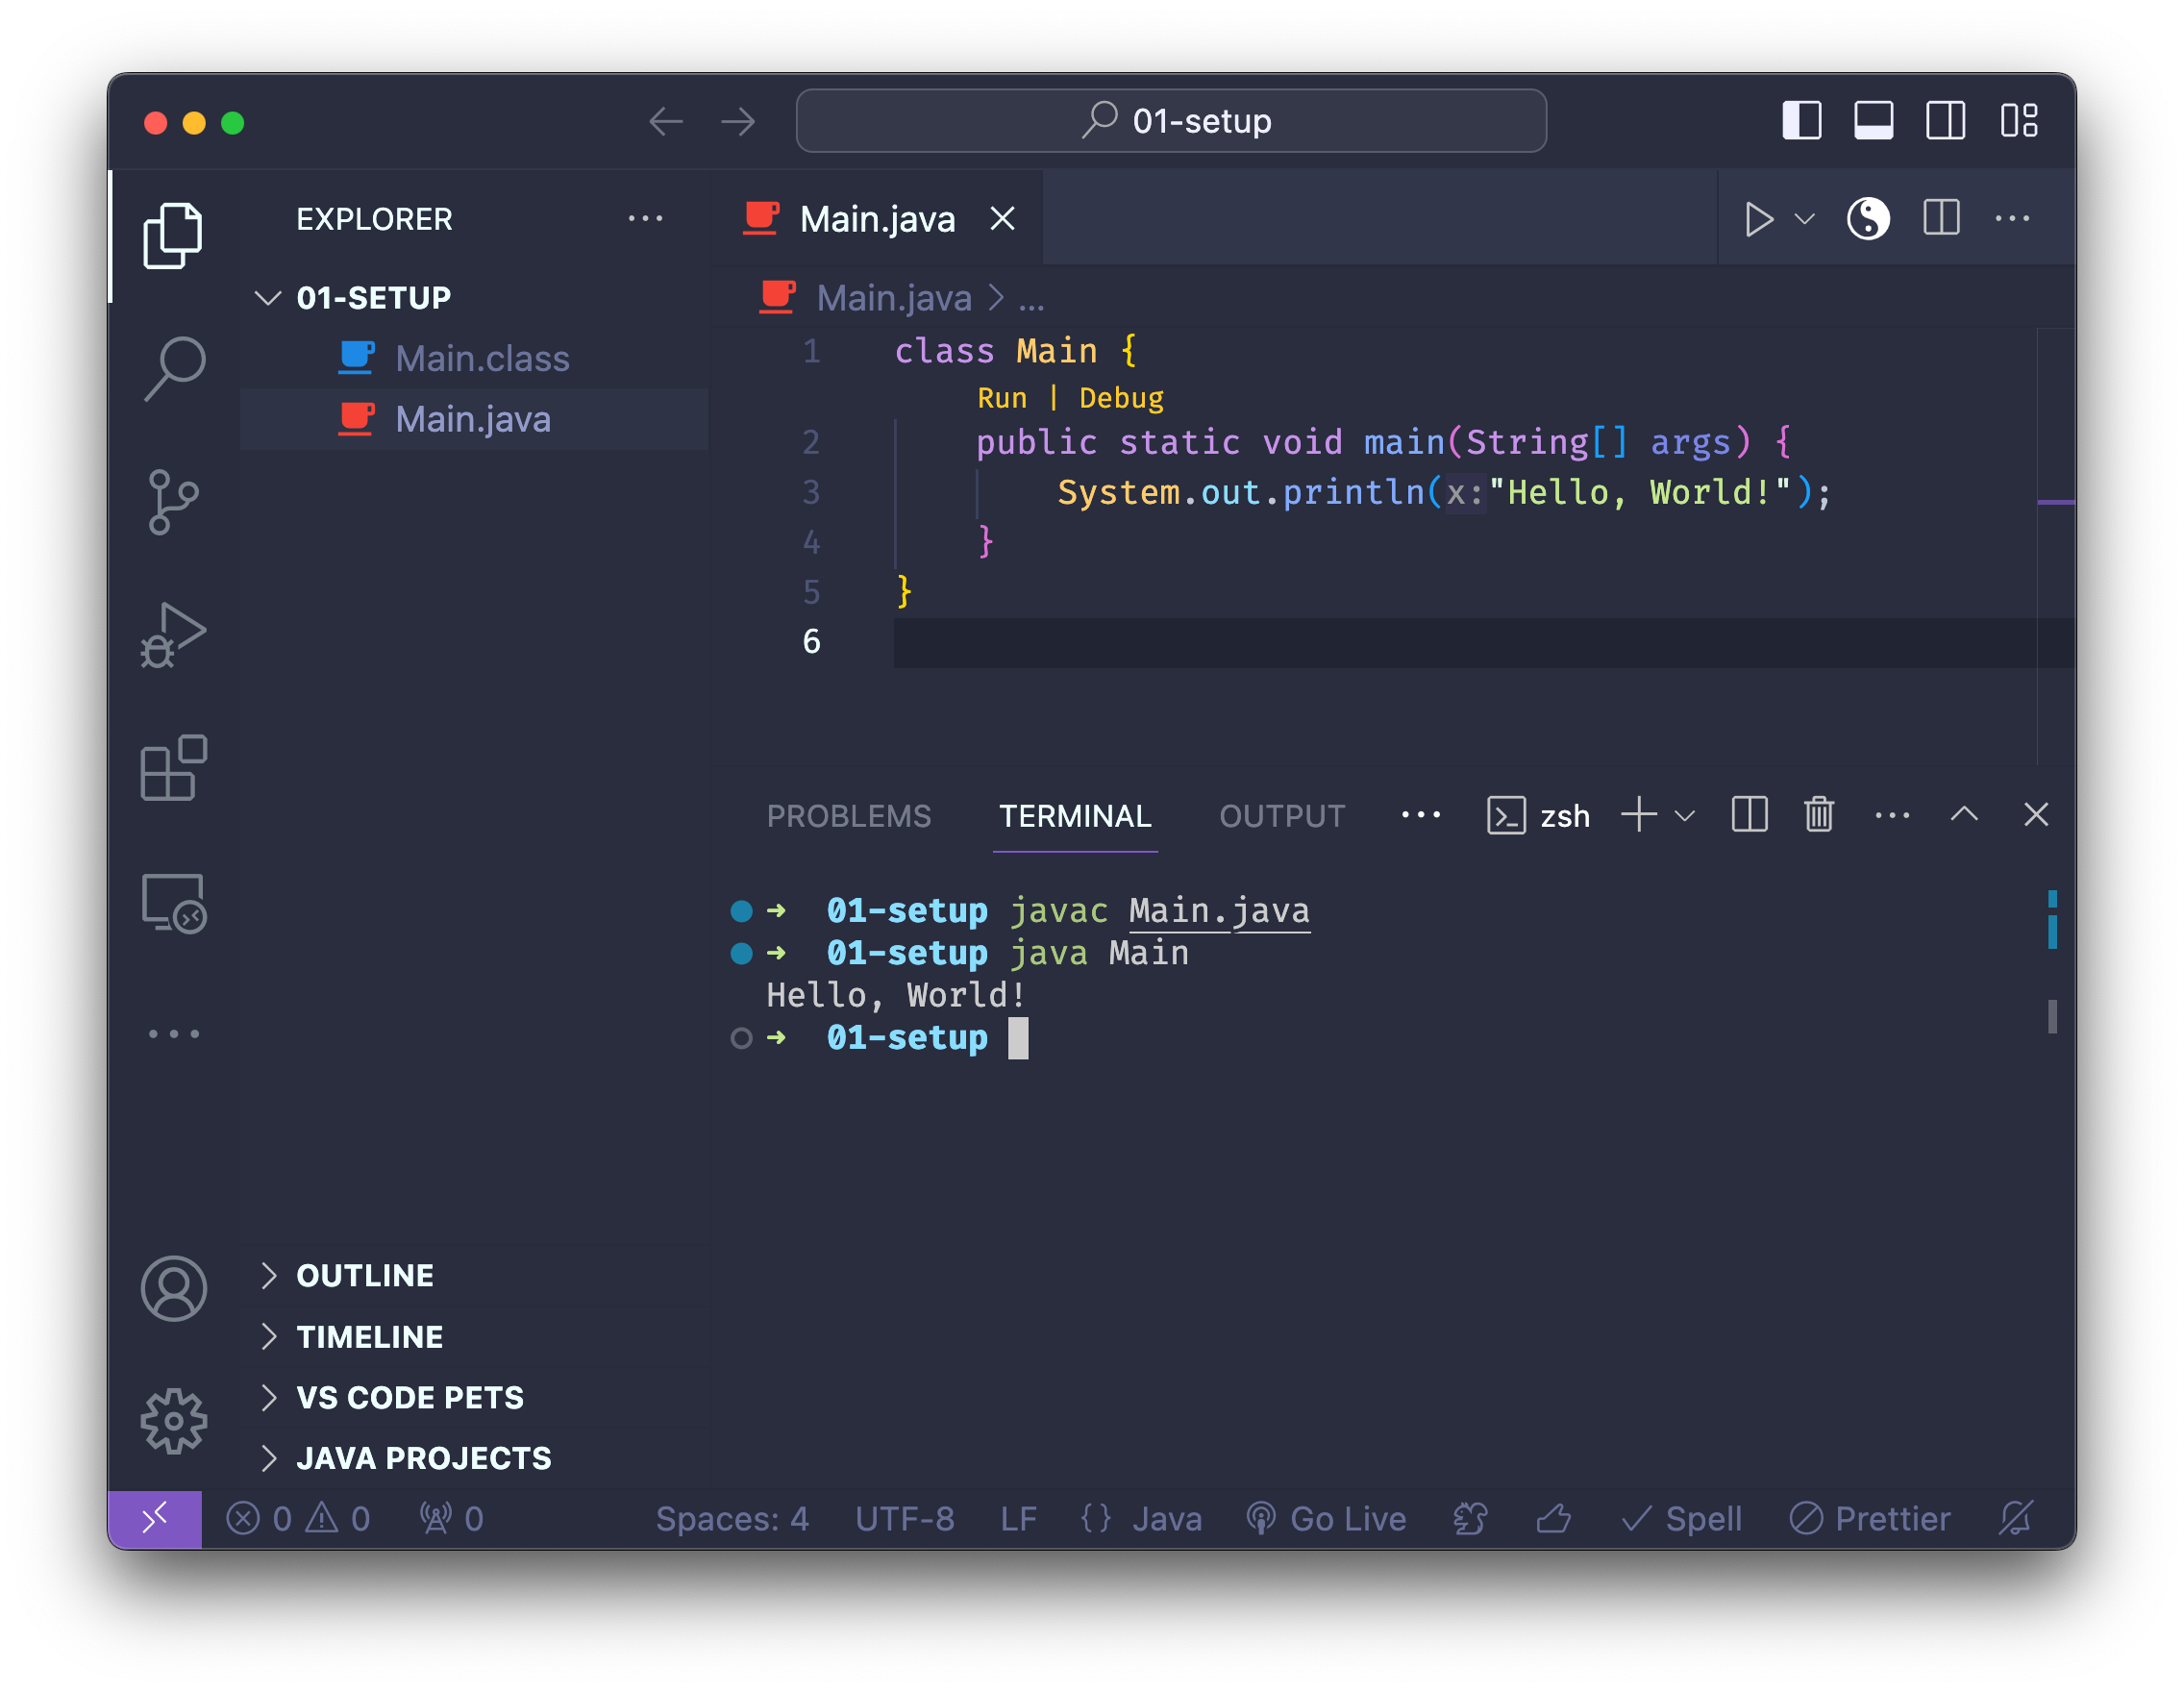 01-setup
EXPLORER
01-SETUP
Main.class
Main.java
Main.java
Main.java > ...
1 class Main {
Run | Debug
2 public static void main(String[] args) {
3 System.out.println(x:"Hello, World!");
4 }
5 }
6
PROBLEMS TERMINAL OUTPUT ... zsh
➜ 01-setup javac Main.java
➜ 01-setup java Main
Hello, World!
➜ 01-setup
OUTLINE
TIMELINE
VS CODE PETS
JAVA PROJECTS
0 0 0 Spaces: 4 UTF-8 LF {} Java Go Live Spell Prettier